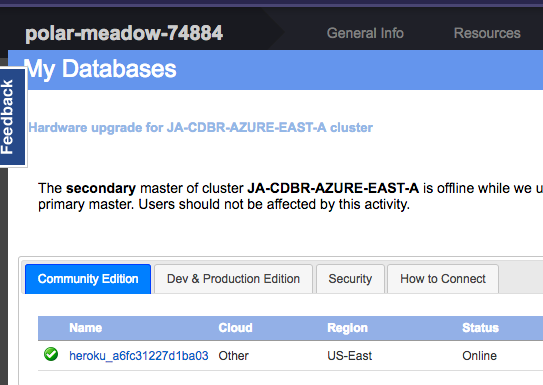 polar-meadow-74884 General Info Resources
My Databases
Feedback
Hardware upgrade for JA-CDBR-AZURE-EAST-A cluster
The secondary master of cluster JA-CDBR-AZURE-EAST-A is offline while we u
primary master. Users should not be affected by this activity.
Community Edition Dev & Production Edition Security How to Connect
Name Cloud Region Status
heroku_a6fc31227d1ba03 Other US-East Online